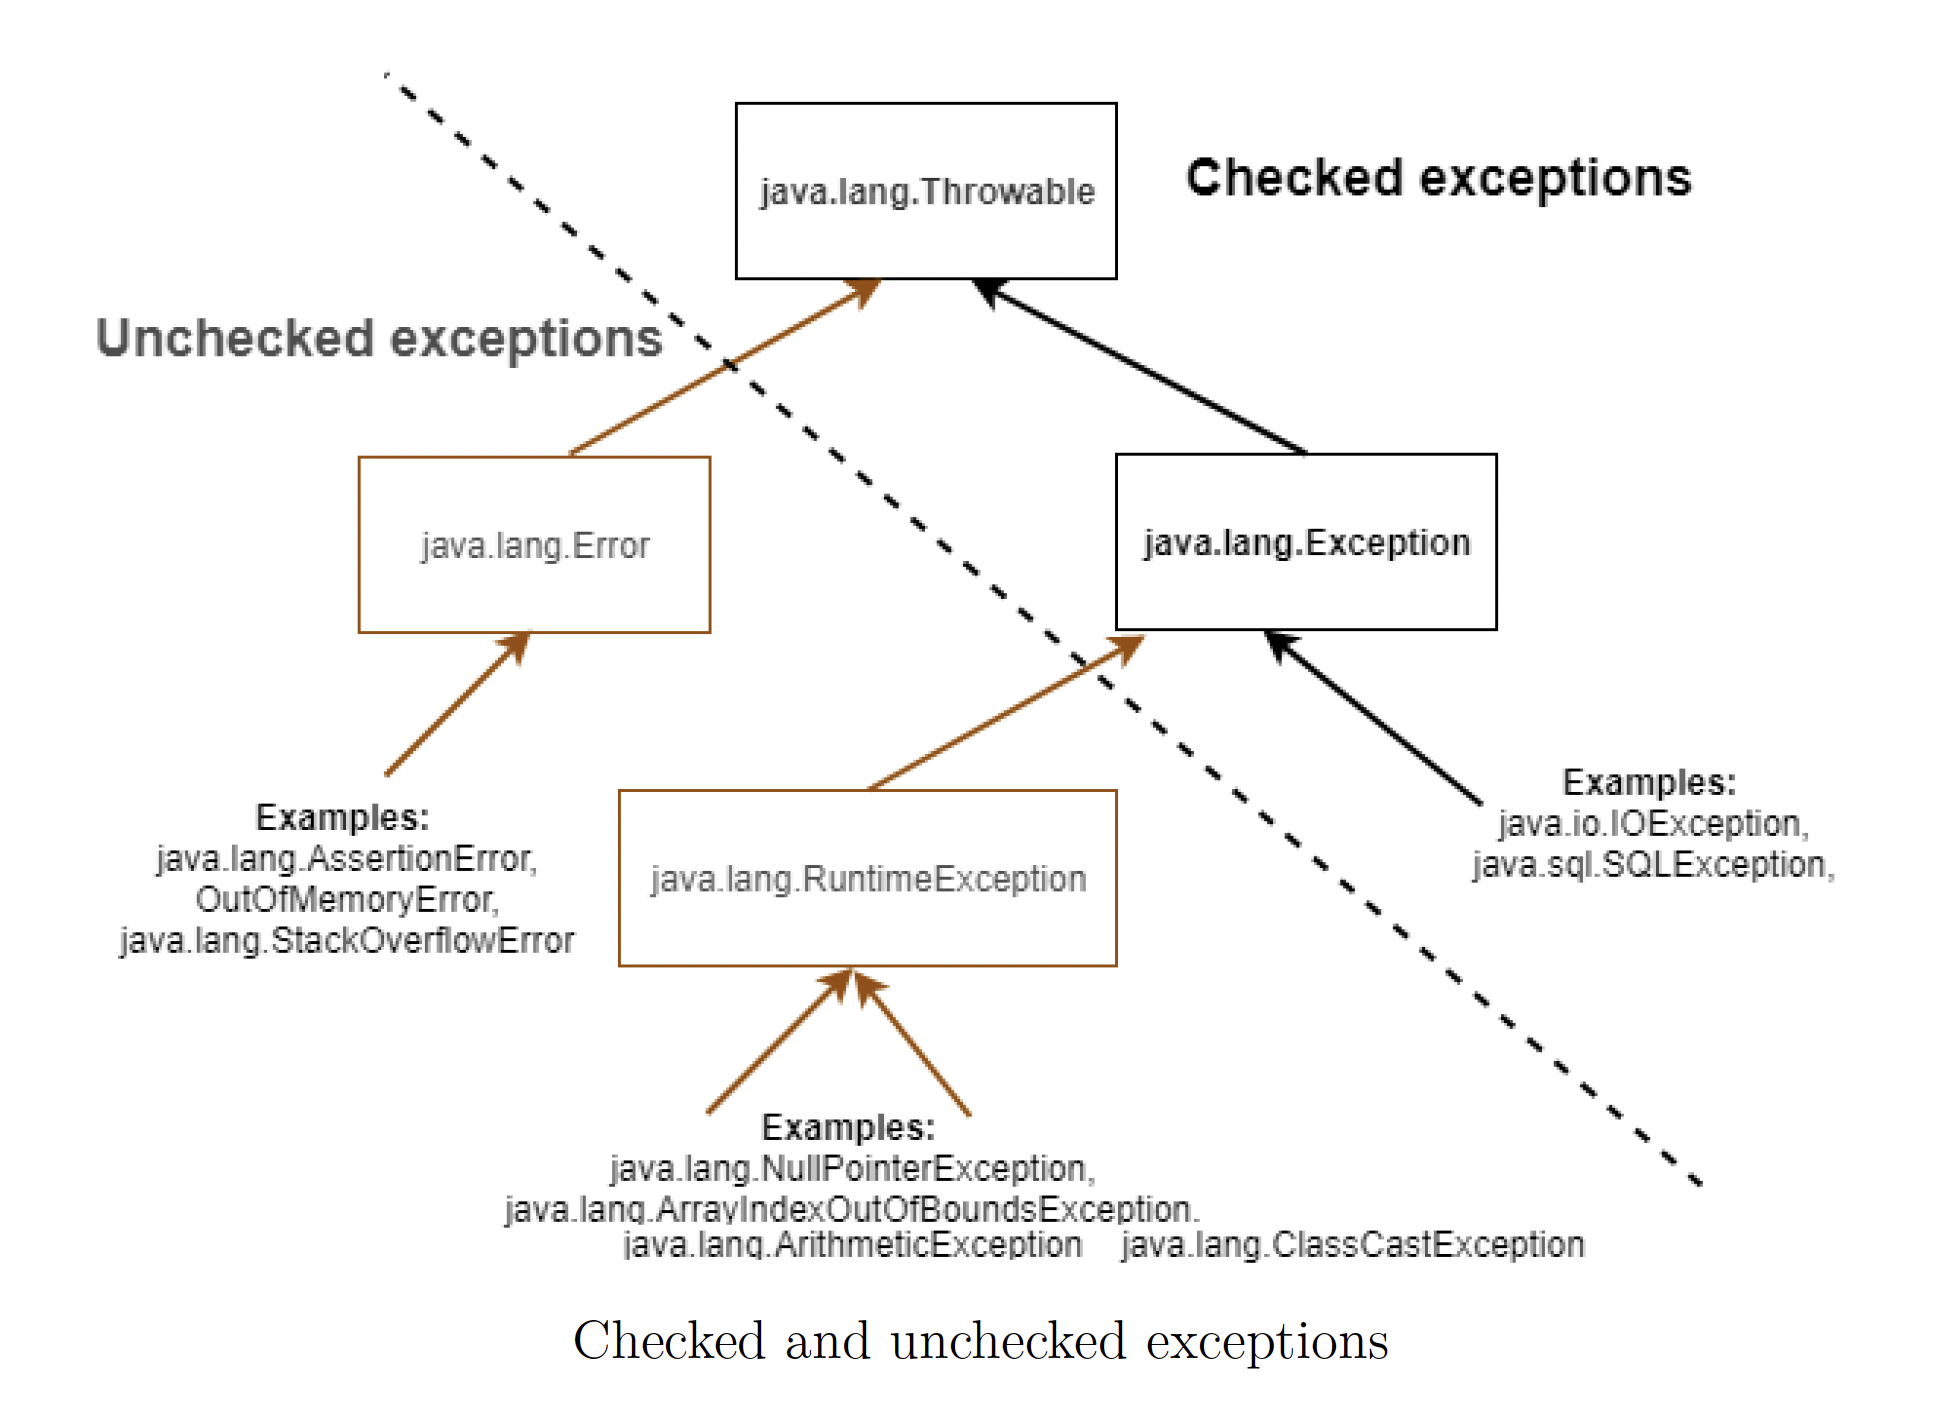 java.lang.Throwable
Checked exceptions
Unchecked exceptions
java.lang.Error
java.lang.Exception
Examples:
java.lang.AssertionError,
OutOfMemoryError,
java.lang.StackOverflowError
java.lang.RuntimeException
Examples:
java.io.IOException,
java.sql.SQLException,
Examples:
java.lang.NullPointerException,
java.lang.ArrayIndexOutOfBoundsException.
java.lang.ArithmeticException java.lang.ClassCastException
Checked and unchecked exceptions